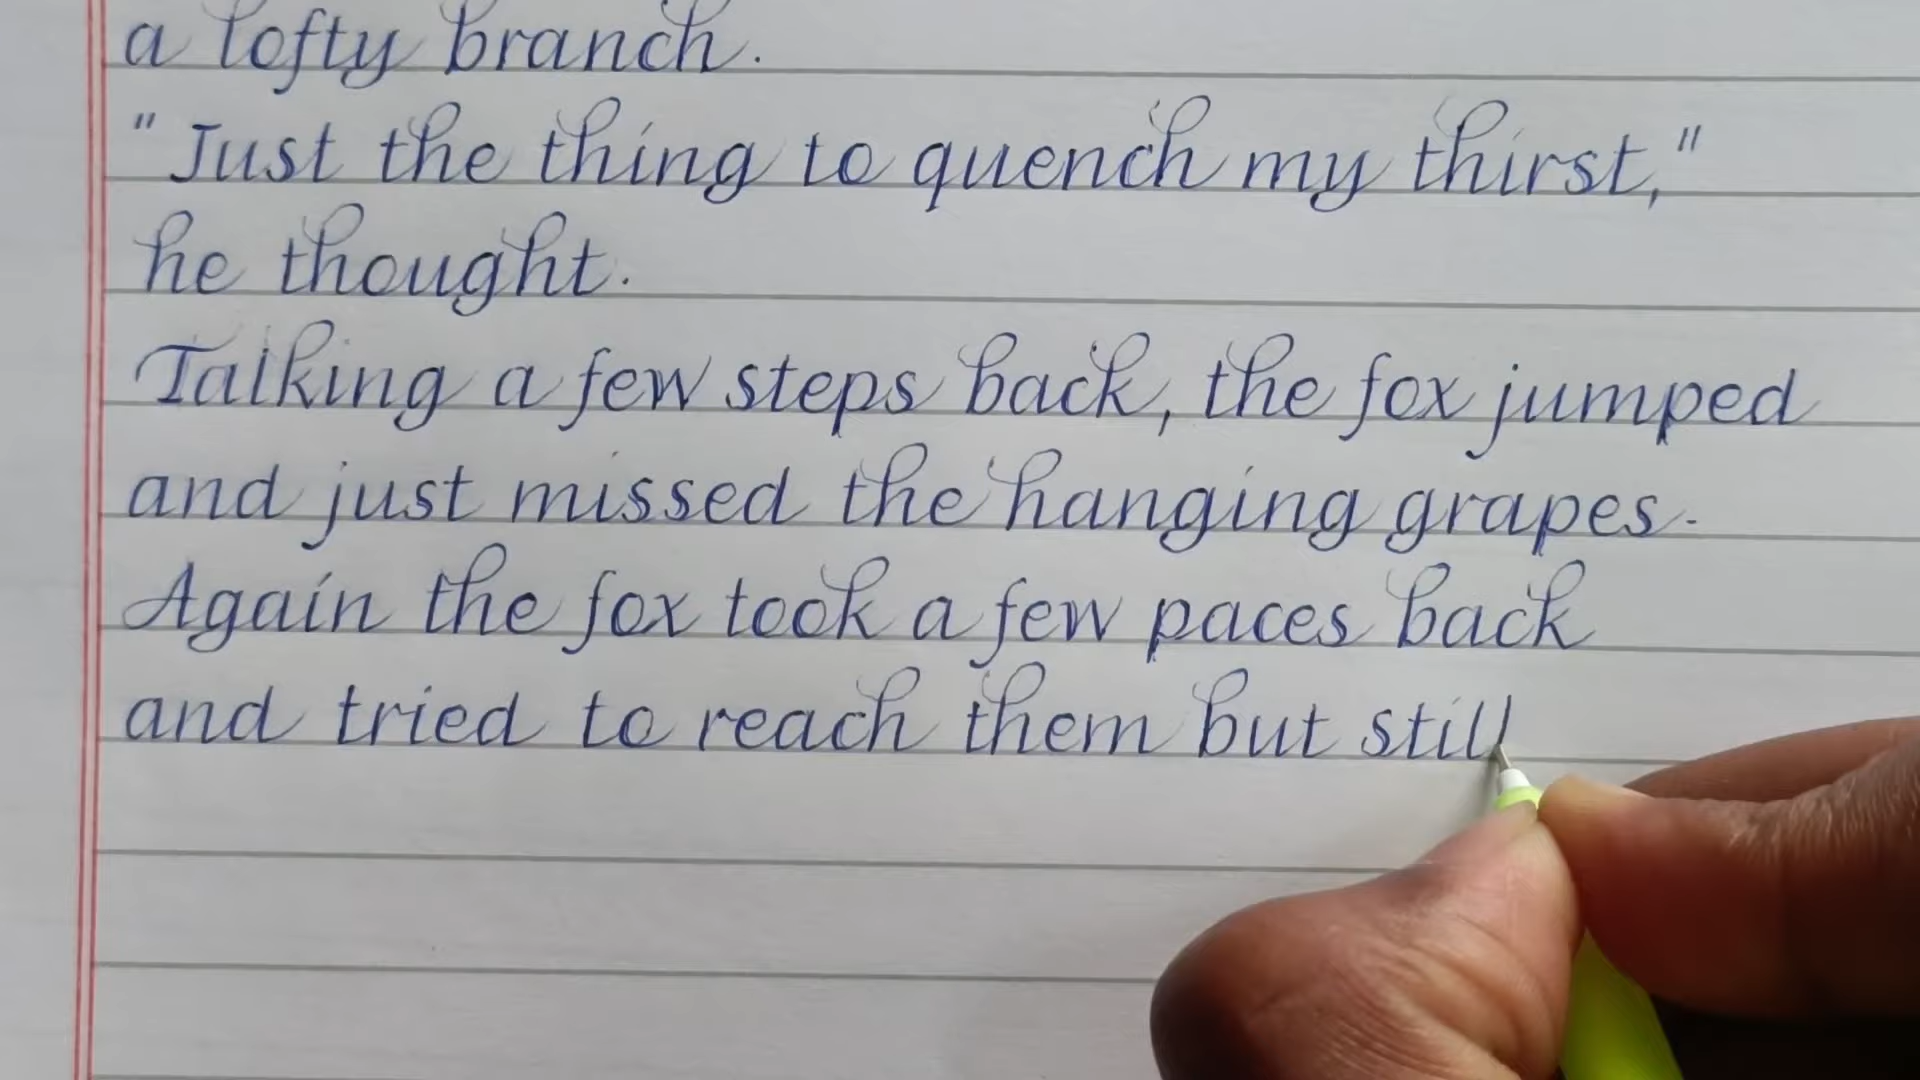 a lofty branch.
"Just the thing to quench my thirst,"
he thought.
Talking a few steps back, the fox jumped
and just missed the hanging grapes.
Again the fox took a few paces back
and tried to reach them but still